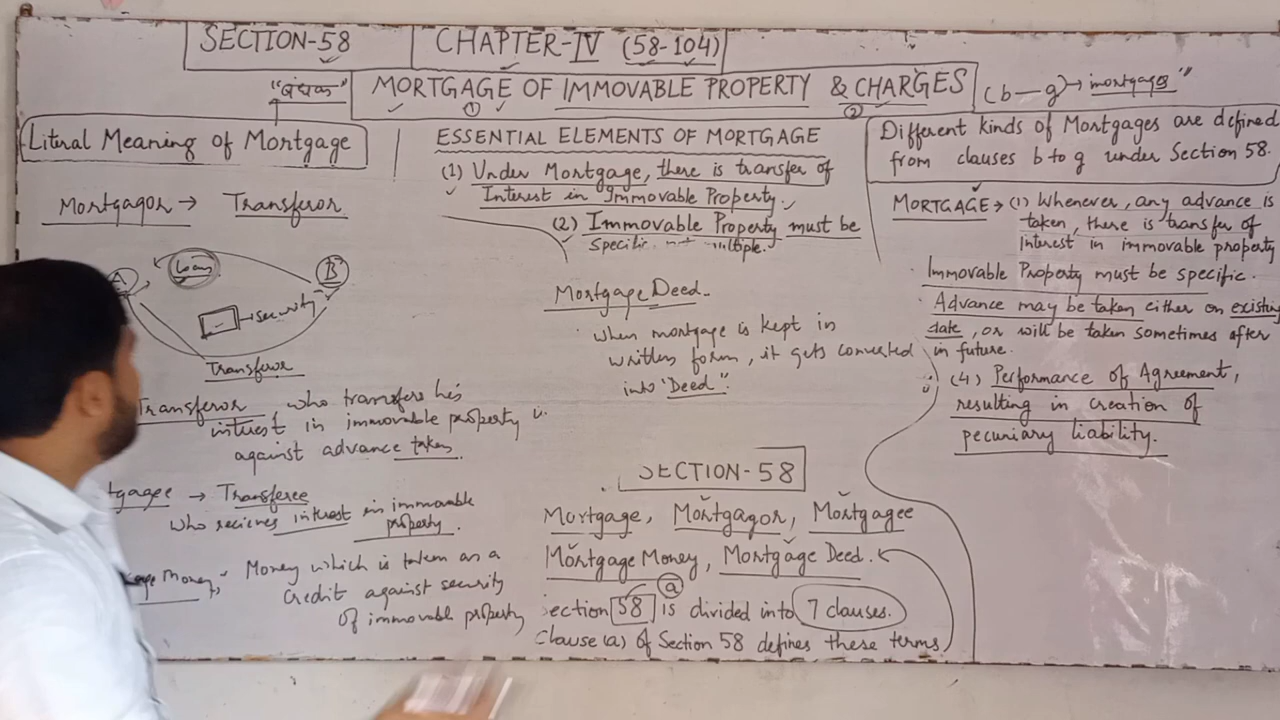 SECTION-58
CHAPTER-IV (58-104)
MORTGAGE OF IMMOVABLE PROPERTY & CHARGES
① ②
(b-g)→ mortgages"
"बंधक"
Litral Meaning of Mortgage
Mortgagor → Transferor
A
Loan
B
security
Transferor
Transferor, who transfers his
interest in immovable property
against advance taken.
tgagee → Transferee
who recieves interest in immovable
property.
Money, Money which is taken as a
credit against security
of immovable property
ESSENTIAL ELEMENTS OF MORTGAGE
(1) Under Mortgage, there is transfer of
Interest in Immovable Property.
(2) Immovable Property must be
Specific not multiple.
Mortgage Deed.
when mortgage is kept in
written form, it gets converted
into "Deed".
SECTION-58
Mortgage, Mortgagor, Mortgagee
Mortgage Money, Mortgage Deed.
(a)
Section 58 is divided into 7 clauses.
Clause (a) of Section 58 defines these terms
Different kinds of Mortgages are defined
from clauses b to g under Section 58.
MORTGAGE → (1) Whenever, any advance is
taken, there is transfer of
Interest in immovable property
Immovable Property must be specific.
Advance may be taken either on existing
date, or will be taken sometimes after
in future.
(4) Performance of Agreement,
resulting in creation of
pecuniary liability.